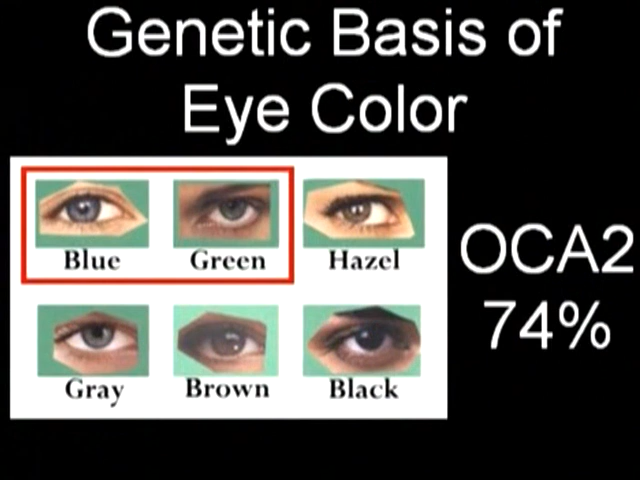 Genetic Basis of
Eye Color
Blue Green Hazel
Gray Brown Black
OCA2
74%